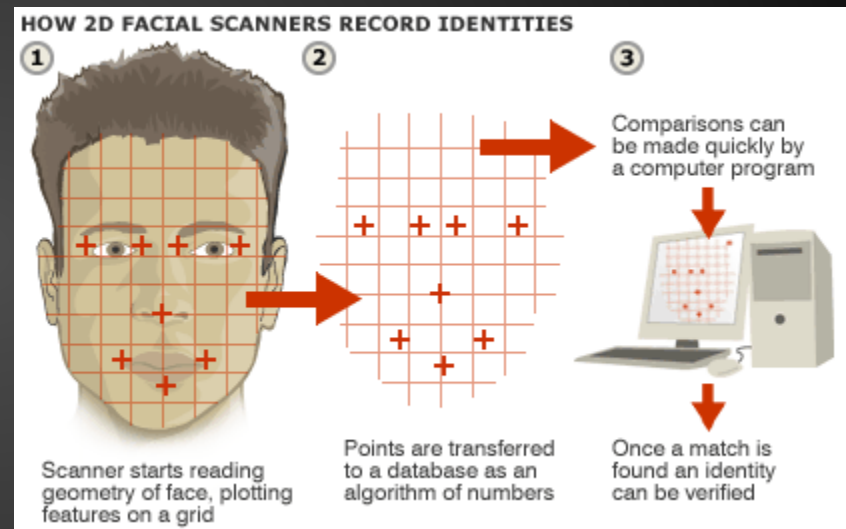 HOW 2D FACIAL SCANNERS RECORD IDENTITIES
1
Scanner starts reading
geometry of face, plotting
features on a grid
2
Points are transferred
to a database as an
algorithm of numbers
3
Comparisons can
be made quickly by
a computer program
Once a match is
found an identity
can be verified